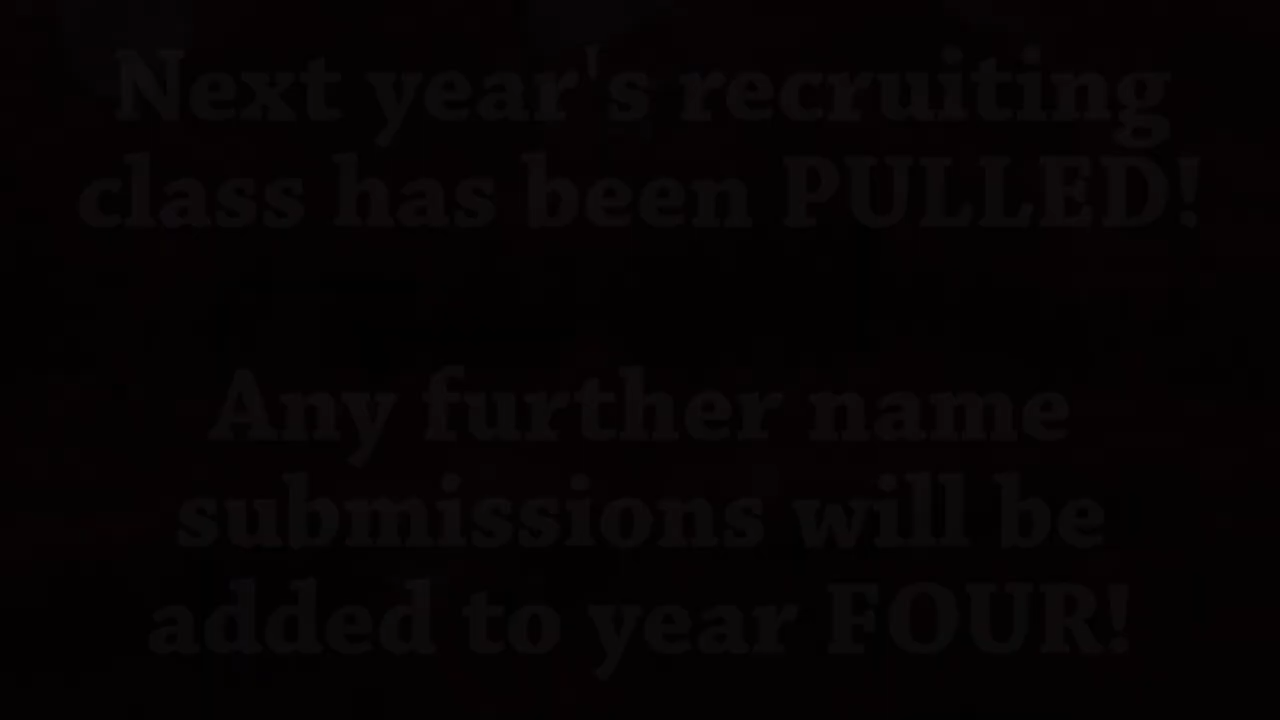 Next year's recruiting
class has been PULLED!
Any further name
submissions will be
added to year FOUR!